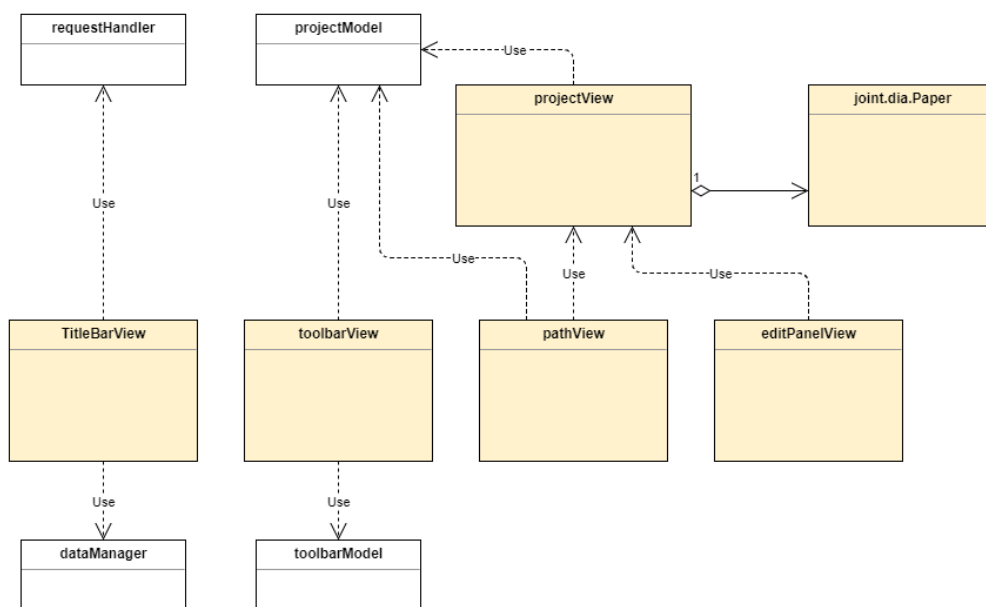 requestHandler
projectModel
Use
projectView
joint.dia.Paper
1
Use
Use
Use
Use
Use
TitleBarView
toolbarView
pathView
editPanelView
Use
Use
dataManager
toolbarModel